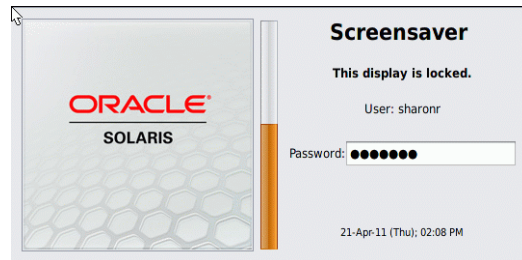 ORACLE
SOLARIS
Screensaver
This display is locked.
User: sharonr
Password: ●●●●●●●
21-Apr-11 (Thu); 02:08 PM